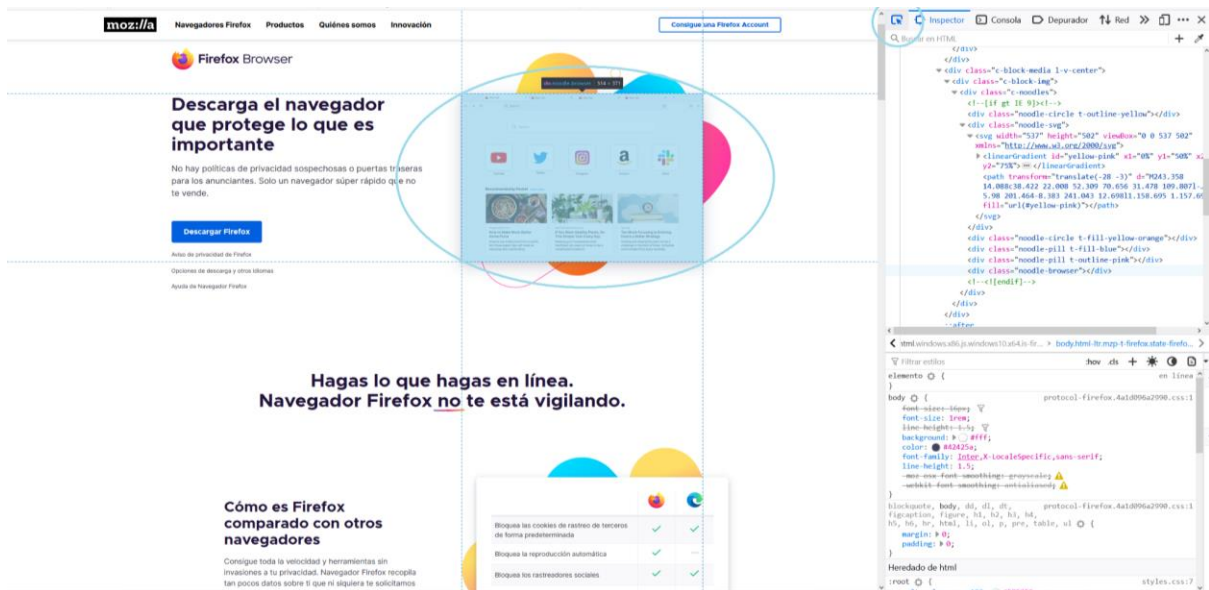 moz://a
Navegadores Firefox Productos Quiénes somos Innovación
Consigue una Firefox Account
Firefox Browser
Descarga el navegador
que protege lo que es
importante
No hay políticas de privacidad sospechosas o puertas traseras
para los anunciantes. Solo un navegador súper rápido que no
te vende.
Descargar Firefox
Aviso de privacidad de Firefox
Opciones de descarga y otros idiomas
Ayuda de Navegador Firefox
Hagas lo que hagas en línea.
Navegador Firefox no te está vigilando.
Cómo es Firefox
comparado con otros
navegadores
Consigue toda la velocidad y herramientas sin
invasiones a tu privacidad. Navegador Firefox recopila
tan pocos datos sobre ti que ni siquiera te solicitamos
Bloquea las cookies de rastreo de terceros
de forma predeterminada
Bloquea la reproducción automática
Bloquea los rastreadores sociales
Inspector Consola Depurador Red
Buscar en HTML
</div>
</div>
<div class="c-block-media l-v-center">
<div class="c-block-img">
<div class="c-noodles">
<!--[if gt IE 9]><!-->
<div class="noodle-circle t-outline-yellow"></div>
<div class="noodle-svg">
<svg width="537" height="502" viewBox="0 0 537 502"
xmlns="http://www.w3.org/2000/svg">
<linearGradient id="yellow-pink" x1="0%" y1="50%"
y2="75%"></linearGradient>
<path transform="translate(-28 -3)" d="M243.358
fill="url(#yellow-pink)"></path>
</svg>
</div>
<div class="noodle-circle t-fill-yellow-orange"></div>
<div class="noodle-pill t-fill-blue"></div>
<div class="noodle-pill t-outline-pink"></div>
<div class="noodle-browser"></div>
<!--<![endif]-->
</div>
</div>
</div>
::after
Filtrar estilos :hov .cls
elemento { en línea
}
body { protocol-firefox.4a1d096a2990.css:1
font-size: 16px;
font-size: 1rem;
line-height: 1.5;
background: #fff;
color: #42425a;
font-family: Inter,X-LocaleSpecific,sans-serif;
line-height: 1.5;
-moz-osx-font-smoothing: grayscale;
-webkit-font-smoothing: antialiased;
}
blockquote, body, dd, dl, dt, protocol-firefox.4a1d096a2990.css:1
figcaption, figure, h1, h2, h3, h4,
h5, h6, hr, html, li, ol, p, pre, table, ul {
margin: 0;
padding: 0;
}
Heredado de html
:root { styles.css:7